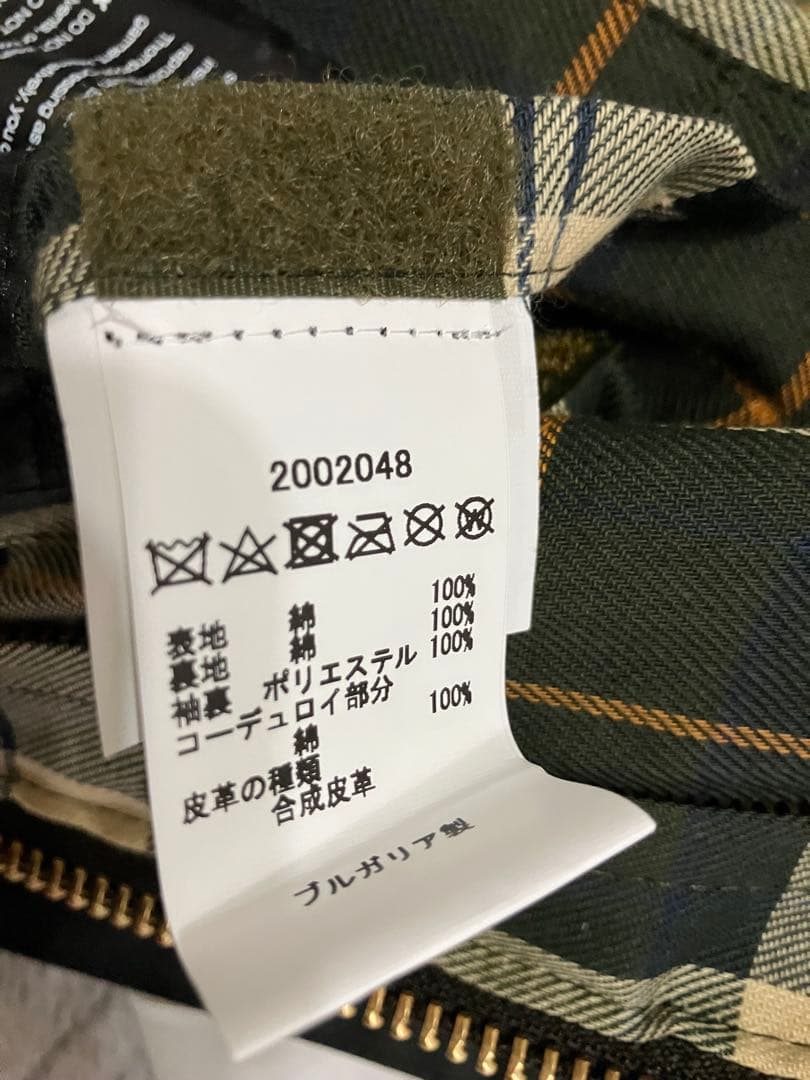 2002048
表地 綿 100%
裏地 綿 100%
袖裏 ポリエステル 100%
コーデュロイ部分
綿 100%
皮革の種類
合成皮革
ブルガリア製
DO NO